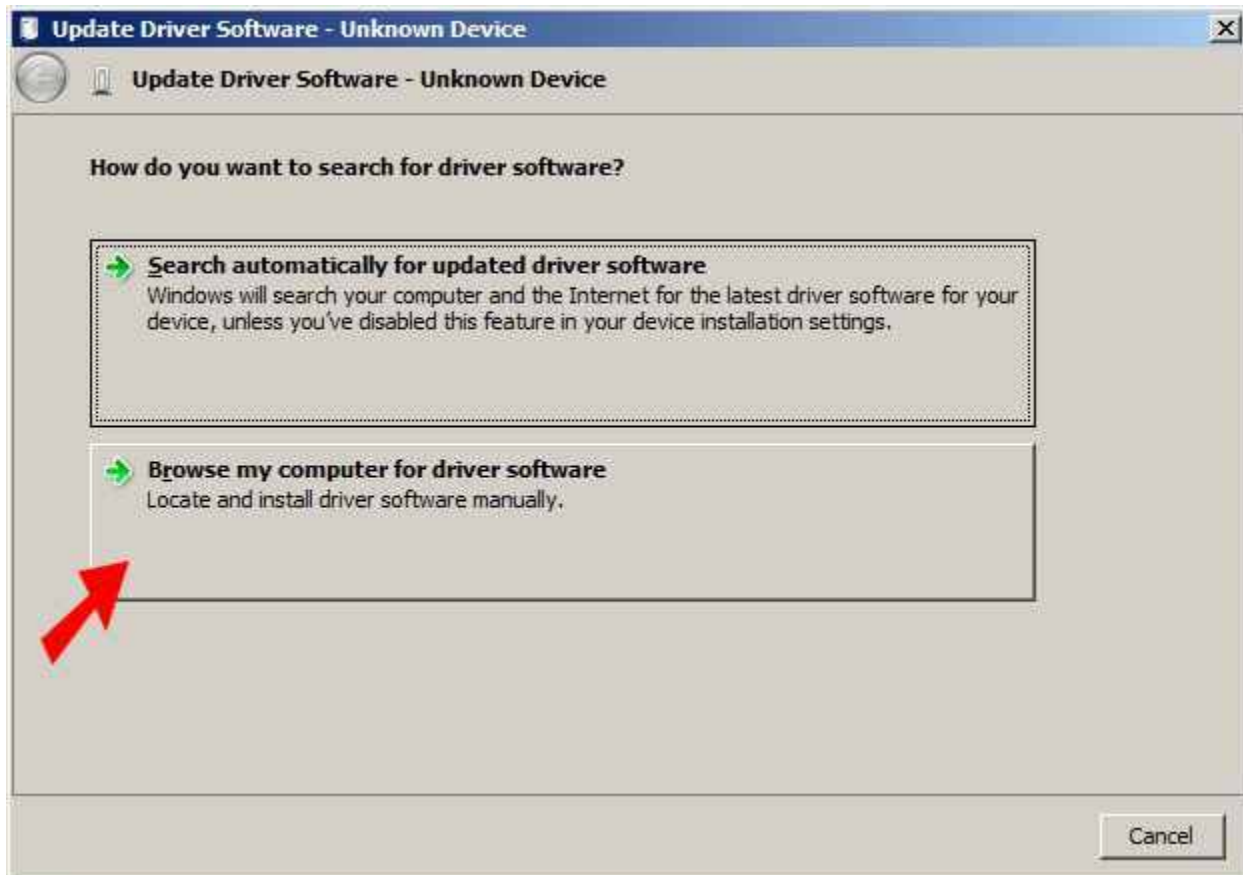 Update Driver Software - Unknown Device
Update Driver Software - Unknown Device
How do you want to search for driver software?
Search automatically for updated driver software
Windows will search your computer and the Internet for the latest driver software for your
device, unless you've disabled this feature in your device installation settings.
Browse my computer for driver software
Locate and install driver software manually.
Cancel